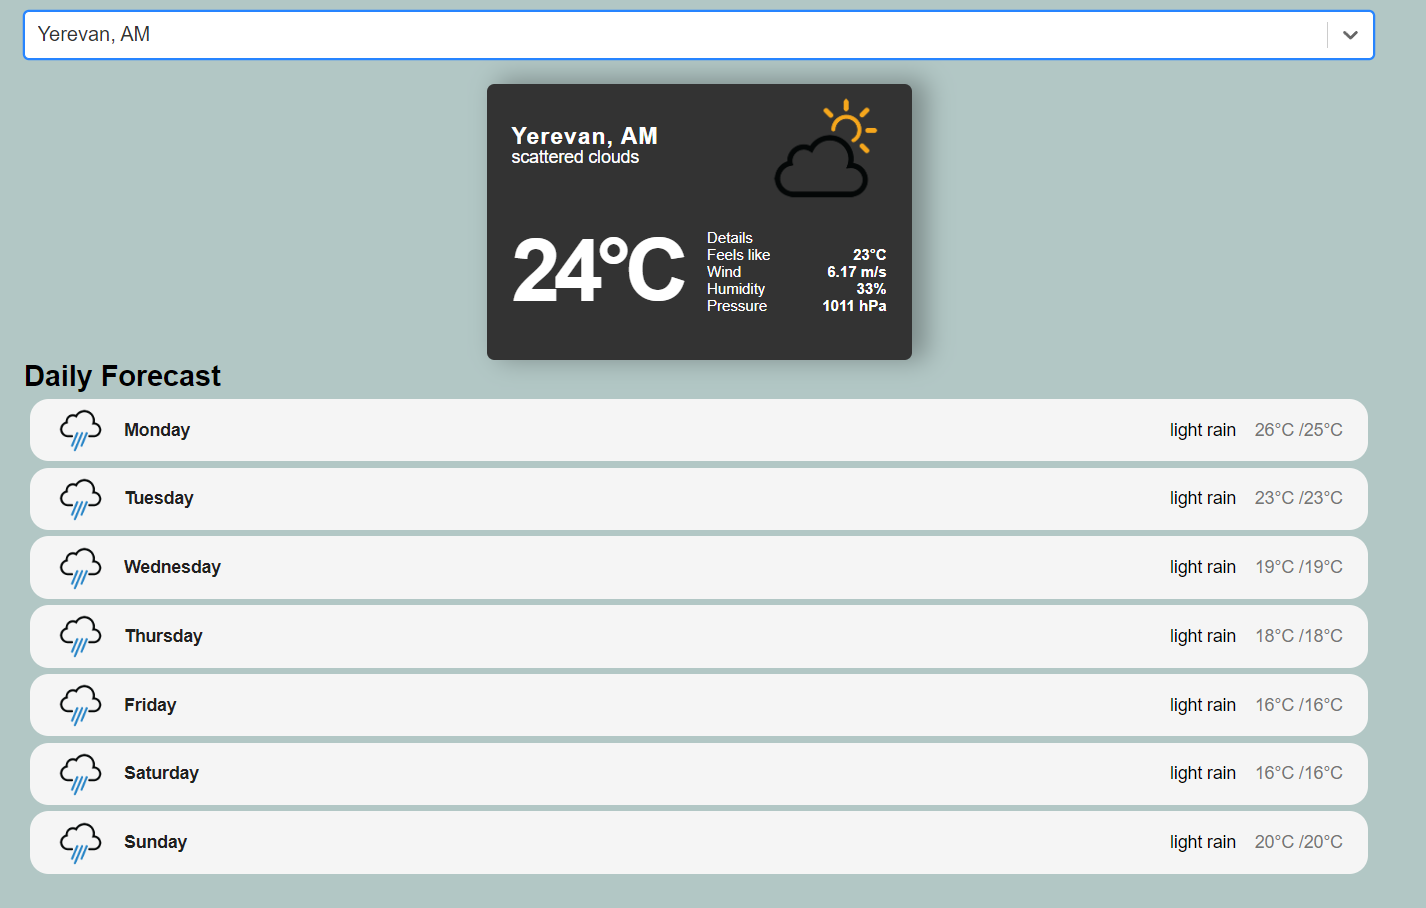 Yerevan, AM
Yerevan, AM
scattered clouds
24°C
Details
Feels like 23°C
Wind 6.17 m/s
Humidity 33%
Pressure 1011 hPa
Daily Forecast
Monday light rain 26°C /25°C
Tuesday light rain 23°C /23°C
Wednesday light rain 19°C /19°C
Thursday light rain 18°C /18°C
Friday light rain 16°C /16°C
Saturday light rain 16°C /16°C
Sunday light rain 20°C /20°C